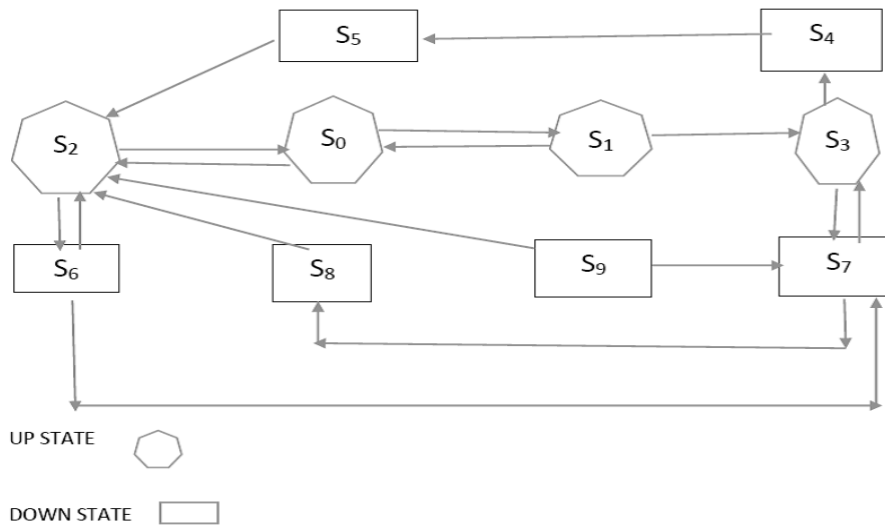 S₅ S₄
S₂ S₀ S₁ S₃
S₆ S₈ S₉ S₇
UP STATE
DOWN STATE